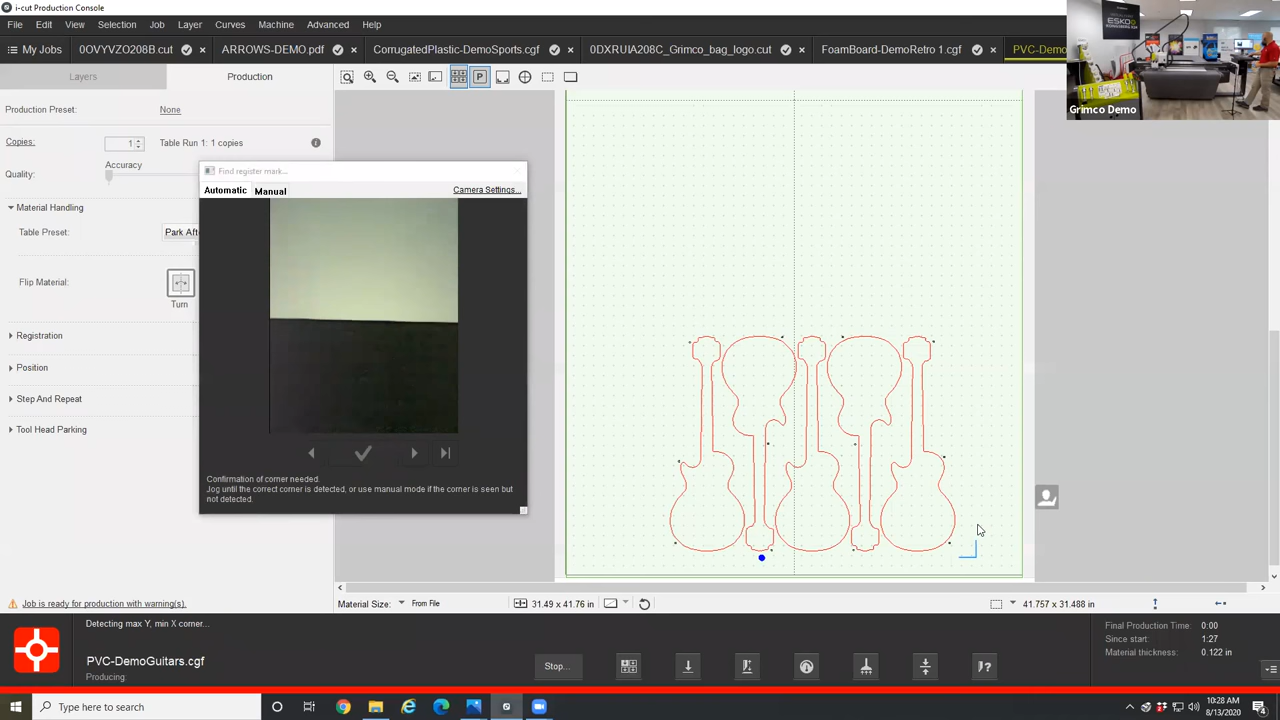 i-cut Production Console
File Edit View Selection Job Layer Curves Machine Advanced Help
My Jobs 0OVYVZO208B.cut ARROWS-DEMO.pdf CorrugatedPlastic-DemoSports.cgf 0DXRUIA208C_Grimco_bag_logo.cut FoamBoard-DemoRetro 1.cgf PVC-Demo
Layers Production
Production Preset: None
Copies: 1 Table Run 1: 1 copies
Accuracy
Quality:
Material Handling
Table Preset: Park Aft
Flip Material:
Turn
Registration
Position
Step And Repeat
Tool Head Parking
Find register mark...
Automatic Manual Camera Settings...
Confirmation of corner needed.
Jog until the correct corner is detected, or use manual mode if the corner is seen but
not detected.
ESKO
Grimco Demo
Job is ready for production with warning(s).
Material Size: From File 31.49 x 41.76 in 41.757 x 31.488 in
Detecting max Y, min X corner...
PVC-DemoGuitars.cgf
Producing:
Stop...
Final Production Time: 0:00
Since start: 1:27
Material thickness: 0.122 in
Type here to search
10:28 AM
8/13/2020
4